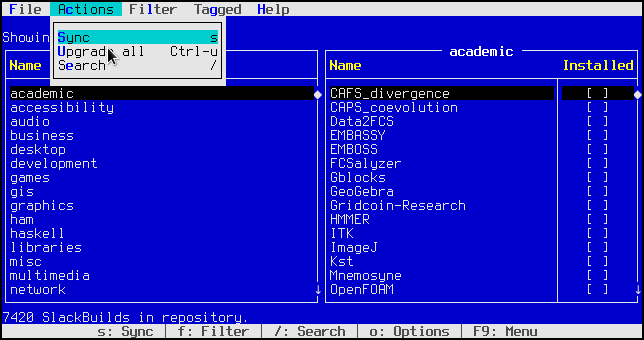 File Actions Filter Tagged Help
Showin
Sync s
Upgrade all Ctrl-u
Search /
academic
Name
Name Installed
academic
accessibility
audio
business
desktop
development
games
gis
graphics
ham
haskell
libraries
misc
multimedia
network
CAFS_divergence [ ]
CAPS_coevolution [ ]
Data2FCS [ ]
EMBASSY [ ]
EMBOSS [ ]
FCSalyzer [ ]
Gblocks [ ]
GeoGebra [ ]
Gridcoin-Research [ ]
HMMER [ ]
ITK [ ]
ImageJ [ ]
Kst [ ]
Mnemosyne [ ]
OpenFOAM [ ]
7420 SlackBuilds in repository.
s: Sync | f: Filter | /: Search | o: Options | F9: Menu